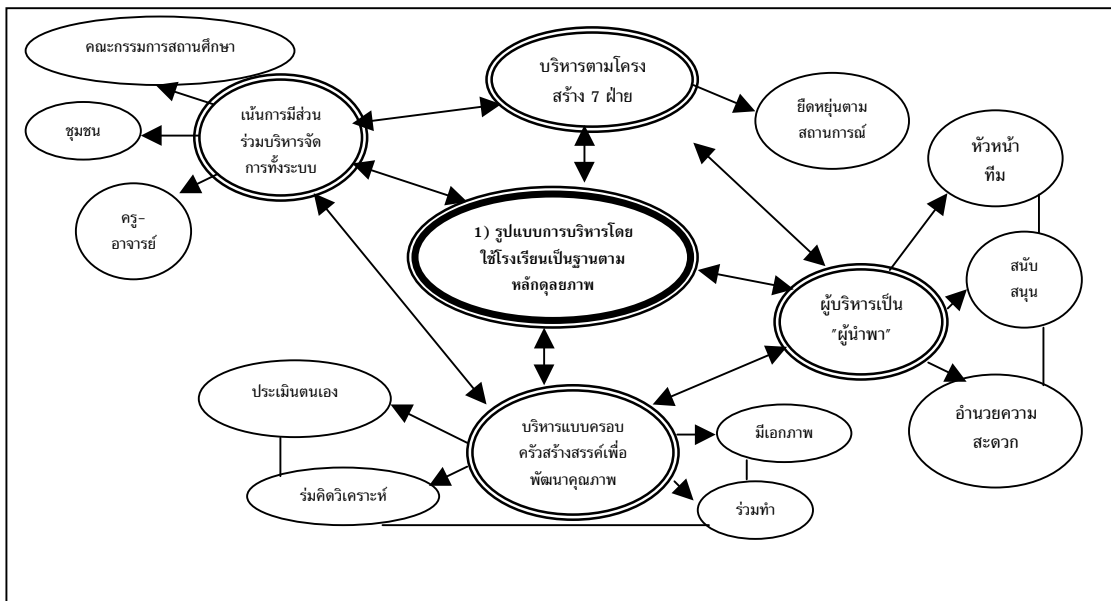 คณะกรรมการสถานศึกษา
บริหารตามโครง
สร้าง 7 ฝ่าย
เน้นการมีส่วน
ร่วมบริหารจัด
การทั้งระบบ
ชุมชน
ยืดหยุ่นตาม
สถานการณ์
หัวหน้า
ทีม
ครู-
อาจารย์
1) รูปแบบการบริหารโดย
ใช้โรงเรียนเป็นฐานตาม
หลักดุลยภาพ
สนับ
สนุน
ผู้บริหารเป็น
"ผู้นำพา"
ประเมินตนเอง
บริหารแบบครอบ
ครัวสร้างสรรค์เพื่อ
พัฒนาคุณภาพ
มีเอกภาพ
อำนวยความ
สะดวก
ร่มคิดวิเคราะห์
ร่วมทำ